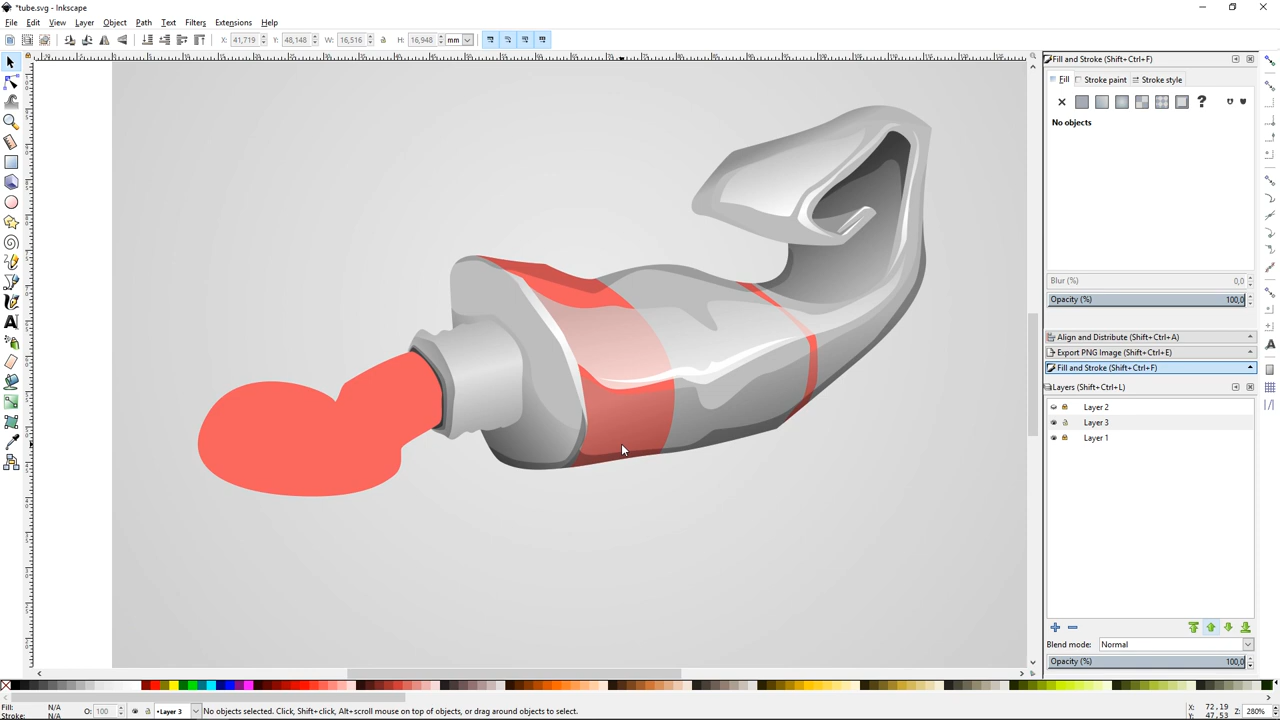 *tube.svg - Inkscape
File Edit View Layer Object Path Text Filters Extensions Help
X: 41,719 Y: 48,148 W: 16,516 H: 16,948 mm
Fill and Stroke (Shift+Ctrl+F)
Fill Stroke paint Stroke style
?
No objects
Blur (%) 0,0
Opacity (%) 100,0
Align and Distribute (Shift+Ctrl+A)
Export PNG Image (Shift+Ctrl+E)
Fill and Stroke (Shift+Ctrl+F)
Layers (Shift+Ctrl+L)
Layer 2
Layer 3
Layer 1
Blend mode: Normal
Opacity (%) 100,0
Fill: N/A
Stroke: N/A
O: 100
•Layer 3
No objects selected. Click, Shift+click, Alt+scroll mouse on top of objects, or drag around objects to select.
X: 72,19
Y: 47,53
Z: 280%